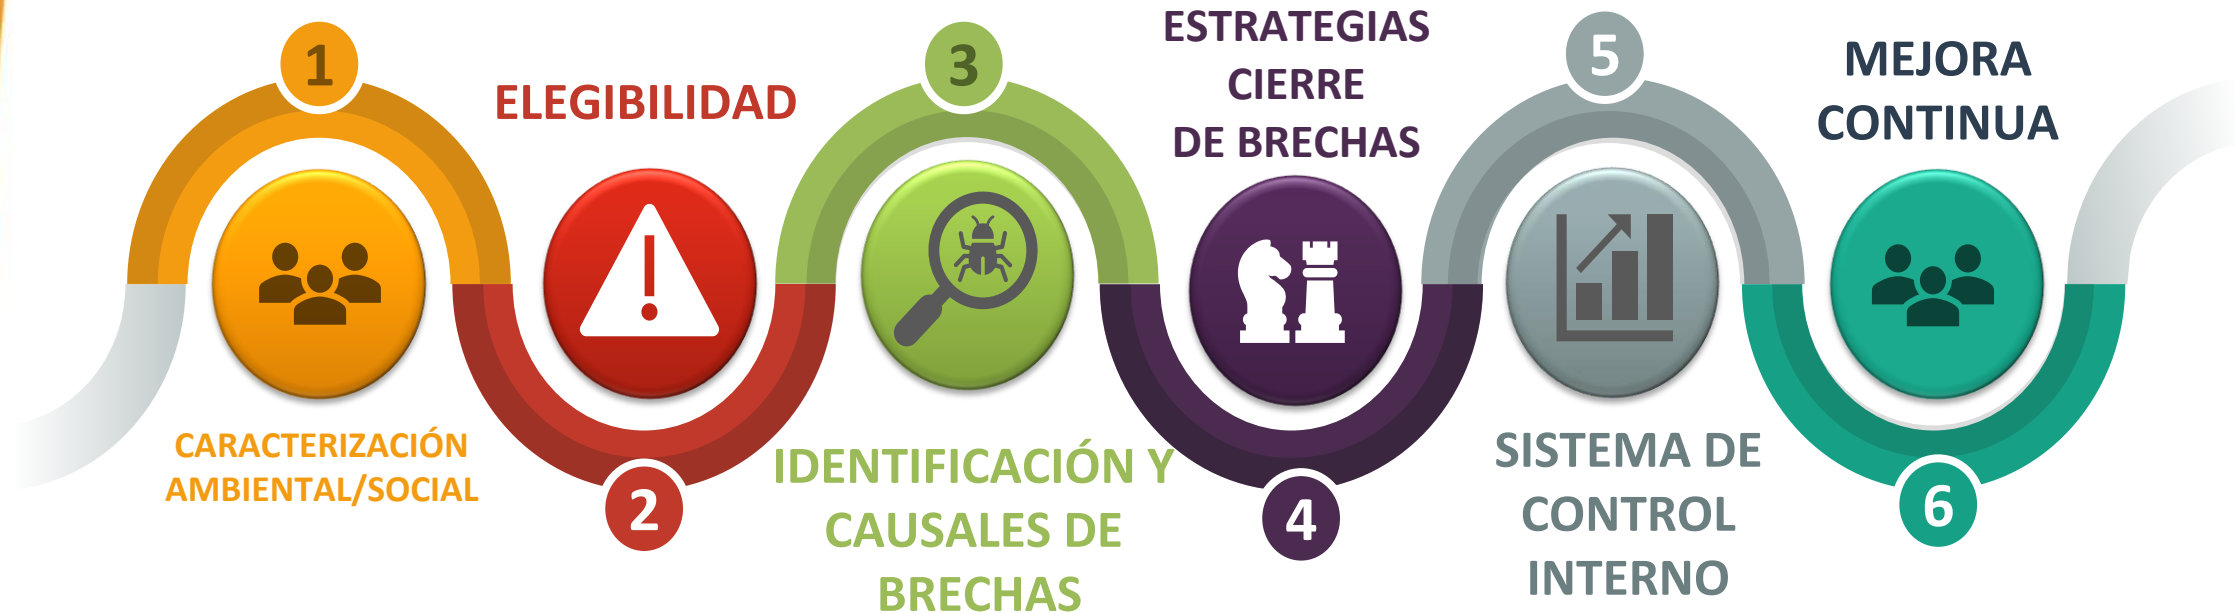 1
CARACTERIZACIÓN
AMBIENTAL/SOCIAL
ELEGIBILIDAD
2
3
IDENTIFICACIÓN Y
CAUSALES DE
BRECHAS
ESTRATEGIAS
CIERRE
DE BRECHAS
4
5
SISTEMA DE
CONTROL
INTERNO
MEJORA
CONTINUA
6